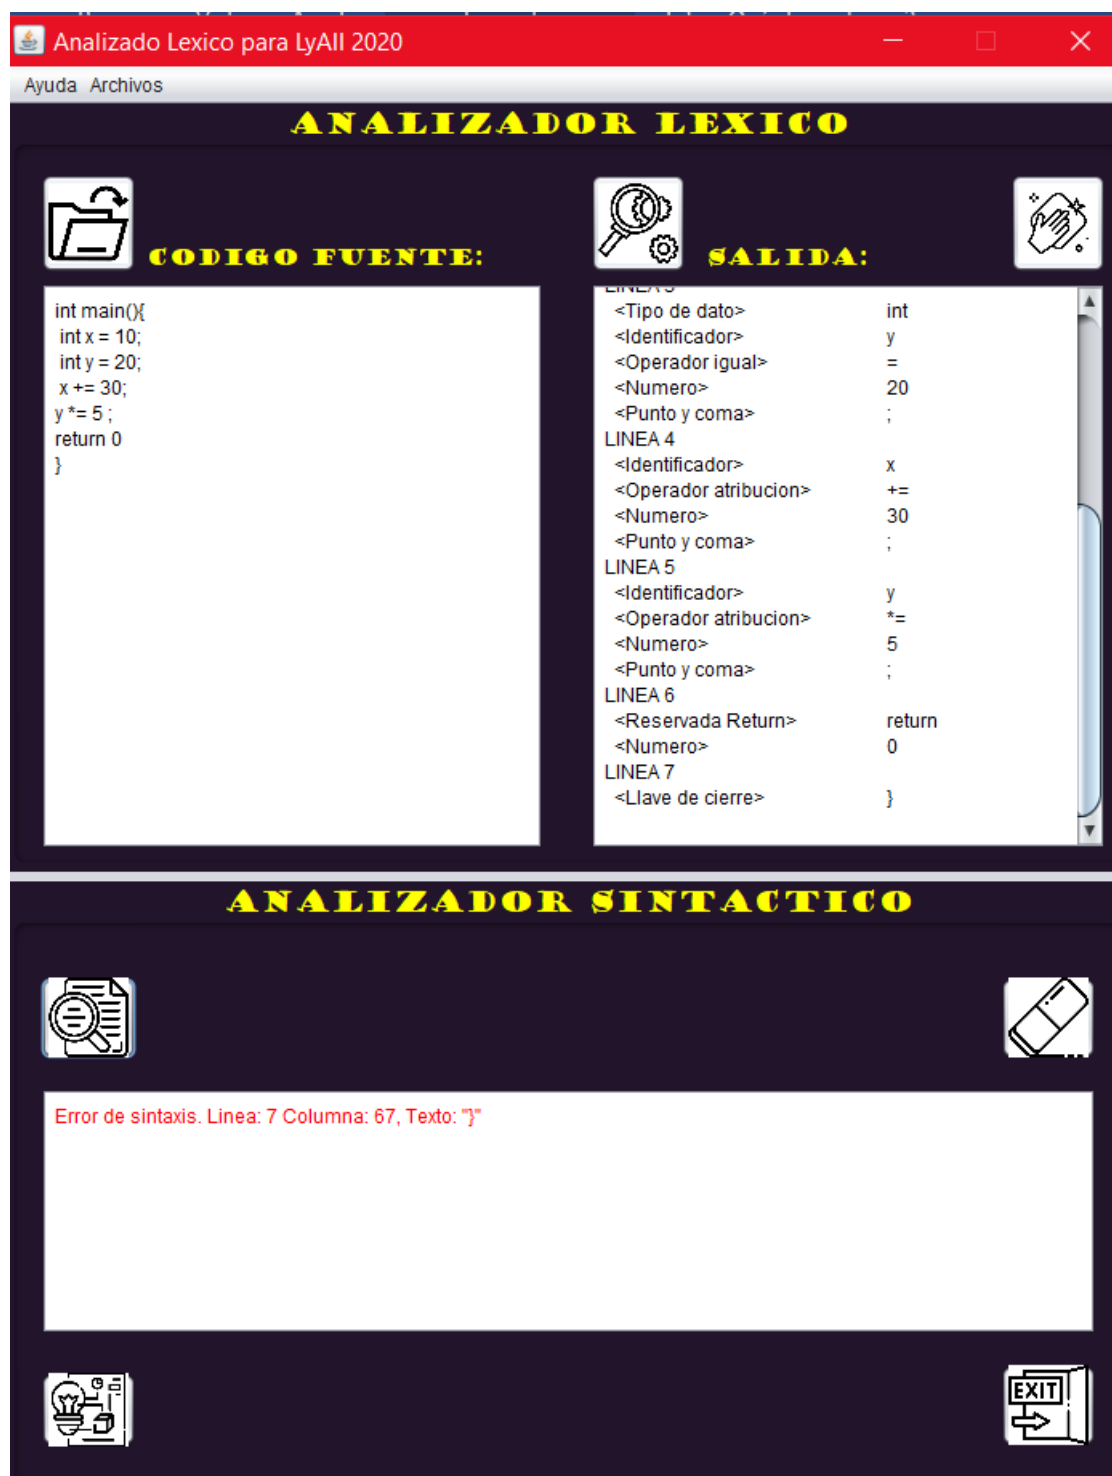 Analizado Lexico para LyAII 2020
Ayuda Archivos
ANALIZADOR LEXICO
CODIGO FUENTE:
int main(){
int x = 10;
int y = 20;
x += 30;
y *= 5 ;
return 0
}
SALIDA:
<Tipo de dato> int
<Identificador> y
<Operador igual> =
<Numero> 20
<Punto y coma> ;
LINEA 4
<Identificador> x
<Operador atribucion> +=
<Numero> 30
<Punto y coma> ;
LINEA 5
<Identificador> y
<Operador atribucion> *=
<Numero> 5
<Punto y coma> ;
LINEA 6
<Reservada Return> return
<Numero> 0
LINEA 7
<Llave de cierre> }
ANALIZADOR SINTACTICO
Error de sintaxis. Linea: 7 Columna: 67, Texto: "}"
EXIT